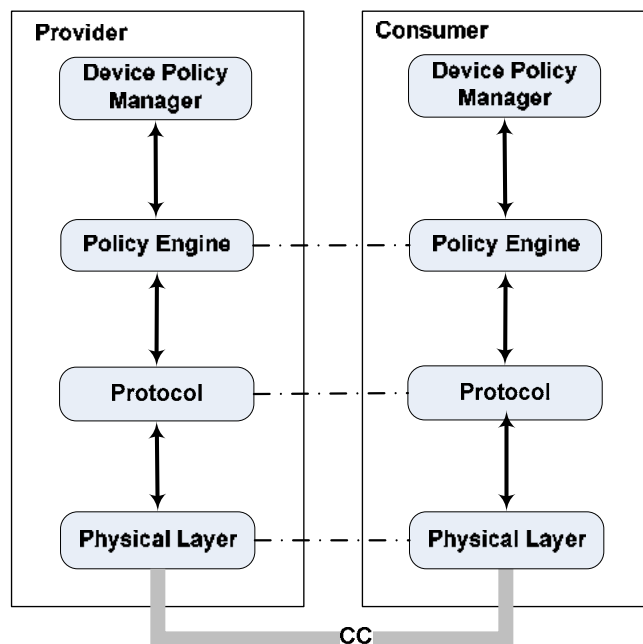 Provider
Device Policy
Manager
Policy Engine
Protocol
Physical Layer
Consumer
Device Policy
Manager
Policy Engine
Protocol
Physical Layer
CC